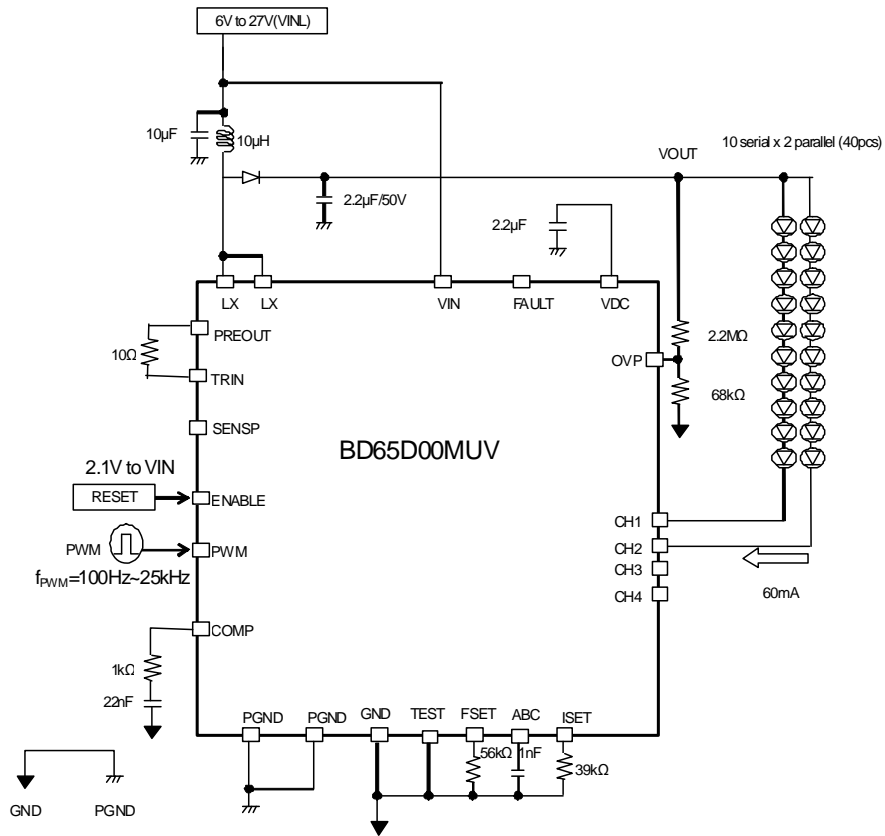 6V to 27V(VINL)
10µF
10µH
VOUT
10 serial x 2 parallel (40pcs)
2.2µF/50V
2.2µF
LX
LX
VIN
FAULT
VDC
PREOUT
10Ω
TRIN
OVP
2.2MΩ
68kΩ
SENSP
BD65D00MUV
2.1V to VIN
RESET
ENABLE
PWM
PWM
fPWM=100Hz~25kHz
CH1
CH2
CH3
CH4
60mA
COMP
1kΩ
22nF
PGND
PGND
GND
TEST
FSET
ABC
ISET
56kΩ
1nF
39kΩ
GND
PGND